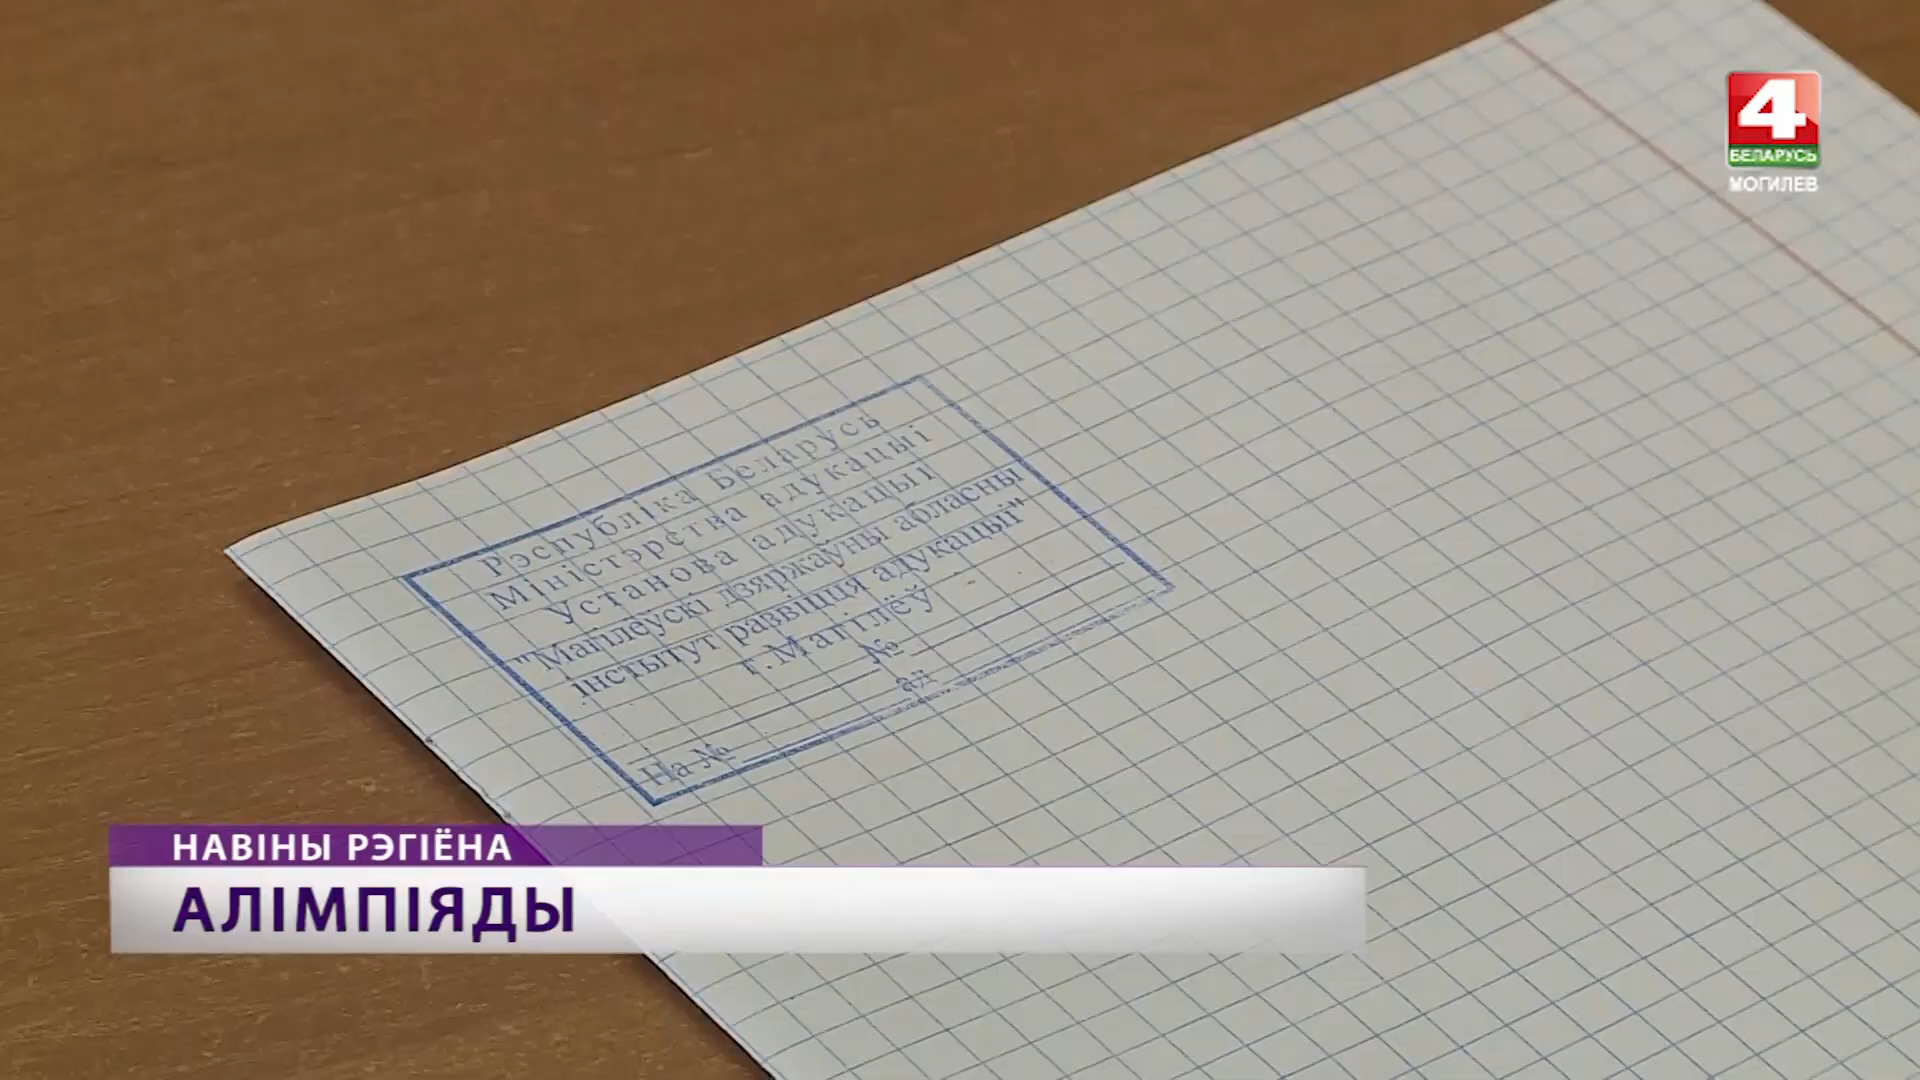 4
БЕЛАРУСЬ
МОГИЛЕВ
Рэспубліка Беларусь
Міністэрства адукацыі
Установа адукацыі
"Магілёўскі дзяржаўны абласны
інстытут развіцця адукацыі"
г. Магілёў
№
На № ад
НАВІНЫ РЭГІЁНА
АЛІМПІЯДЫ